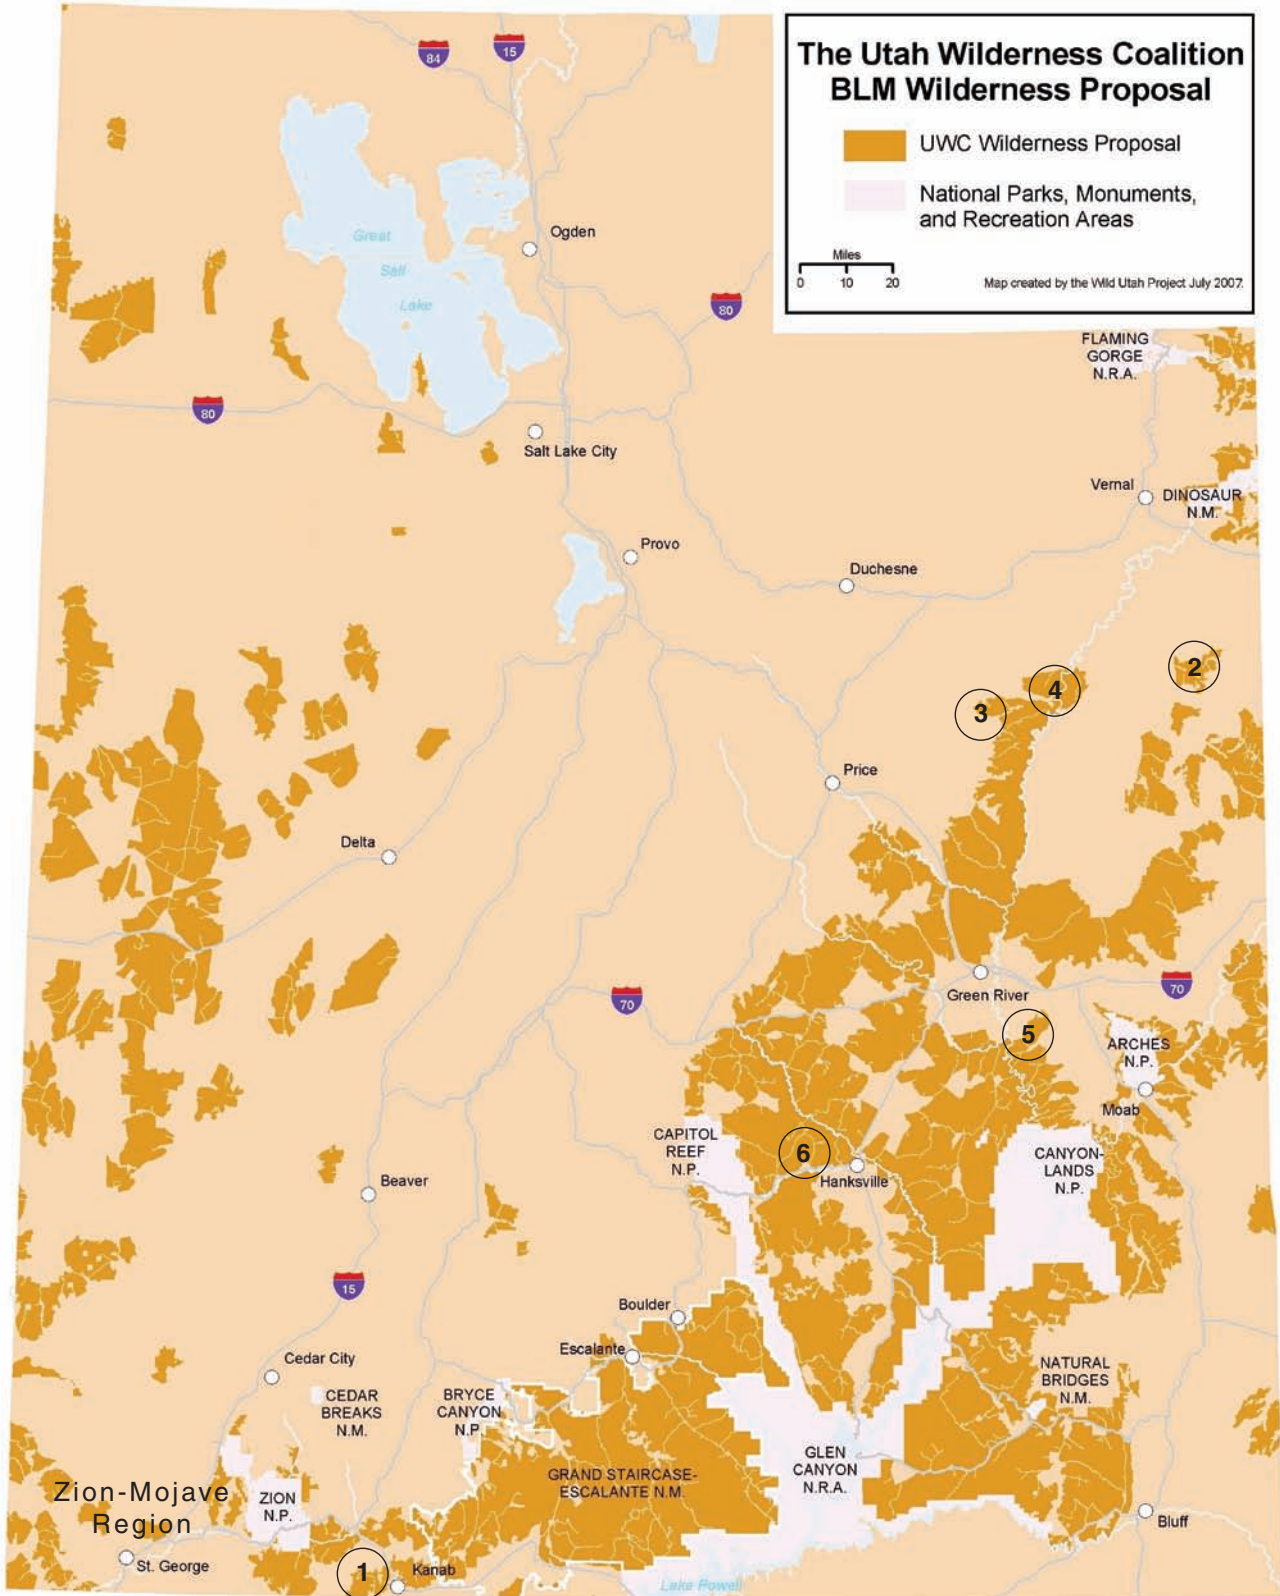 The Utah Wilderness Coalition
BLM Wilderness Proposal
UWC Wilderness Proposal
National Parks, Monuments,
and Recreation Areas
Miles
0 10 20
Map created by the Wild Utah Project July 2007.
84
15
Great
Salt
Lake
Ogden
80
FLAMING
GORGE
N.R.A.
80
Salt Lake City
Vernal
DINOSAUR
N.M.
Provo
Duchesne
2
4
3
Price
Delta
Green River
70
70
5
ARCHES
N.P.
Moab
CAPITOL
REEF
N.P.
6
Hanksville
CANYON-
LANDS
N.P.
Beaver
15
Boulder
Escalante
Cedar City
CEDAR
BREAKS
N.M.
BRYCE
CANYON
N.P.
NATURAL
BRIDGES
N.M.
GLEN
CANYON
N.R.A.
GRAND STAIRCASE-
ESCALANTE N.M.
Zion-Mojave
Region
ZION
N.P.
Bluff
St. George
1
Kanab
Lake Powell